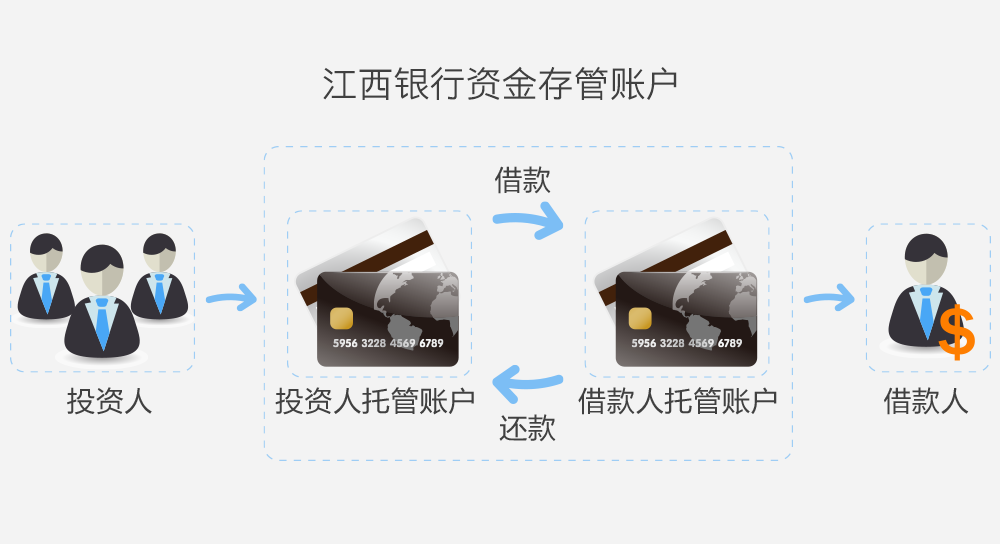 江西银行资金存管账户
借款
5956 3228 4569 6789
5956 3228 4569 6789
$
投资人
投资人托管账户
借款人托管账户
借款人
还款